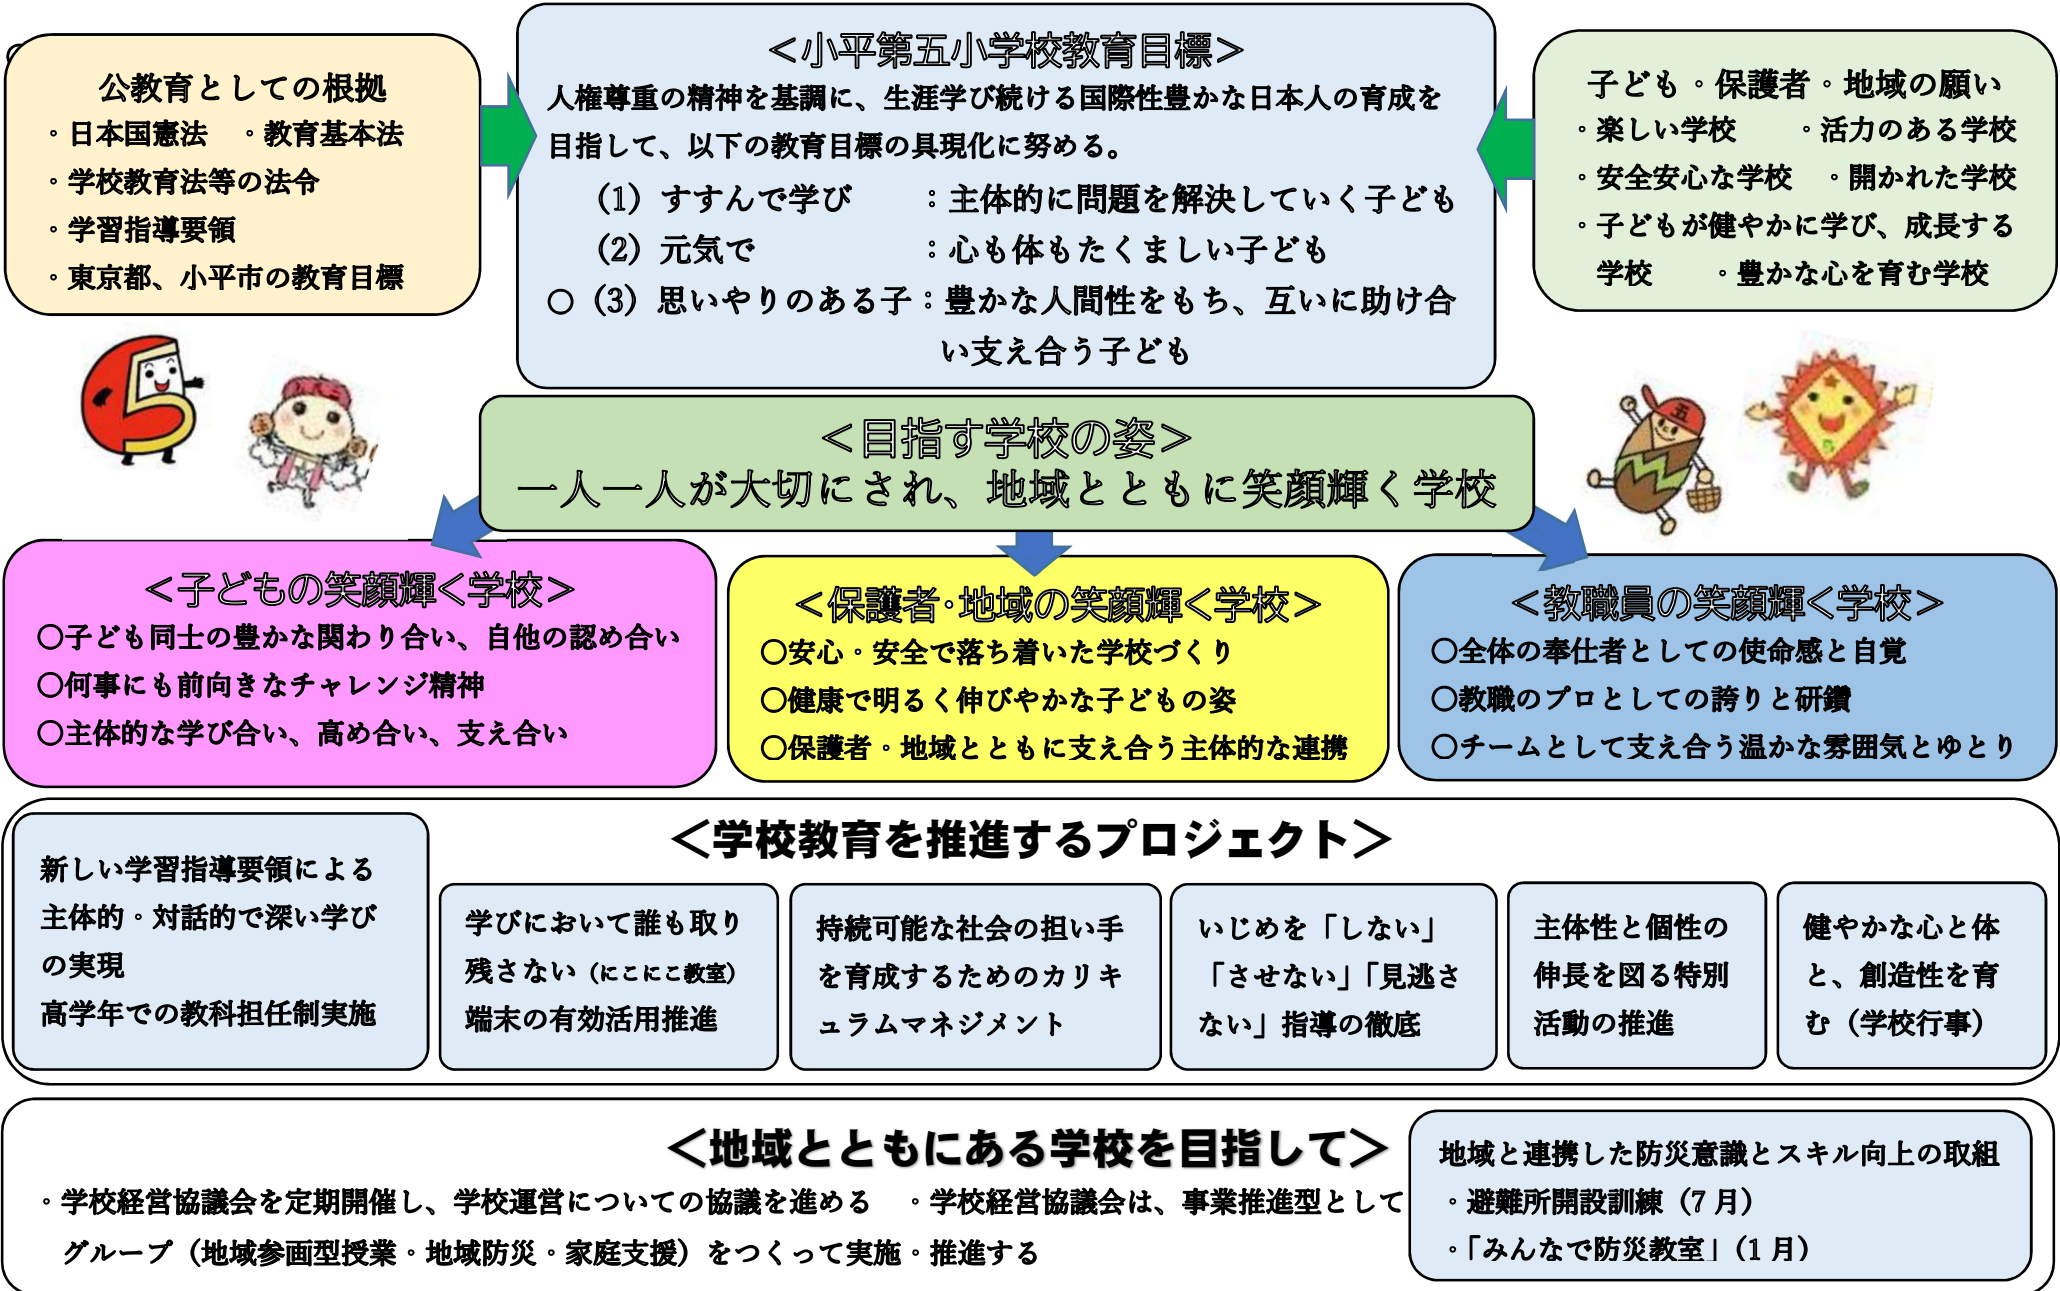 公教育としての根拠
・日本国憲法　・教育基本法
・学校教育法等の法令
・学習指導要領
・東京都、小平市の教育目標
＜小平第五小学校教育目標＞
人権尊重の精神を基調に、生涯学び続ける国際性豊かな日本人の育成を
目指して、以下の教育目標の具現化に努める。
（1）すすんで学び　　：主体的に問題を解決していく子ども
（2）元気で　　　　　：心も体もたくましい子ども
○（3）思いやりのある子：豊かな人間性をもち、互いに助け合
い支え合う子ども
子ども・保護者・地域の願い
・楽しい学校　　・活力のある学校
・安全安心な学校　・開かれた学校
・子どもが健やかに学び、成長する
学校　　・豊かな心を育む学校
5
五
5
＜目指す学校の姿＞
一人一人が大切にされ、地域とともに笑顔輝く学校
＜子どもの笑顔輝く学校＞
○子ども同士の豊かな関わり合い、自他の認め合い
○何事にも前向きなチャレンジ精神
○主体的な学び合い、高め合い、支え合い
＜保護者・地域の笑顔輝く学校＞
○安心・安全で落ち着いた学校づくり
○健康で明るく伸びやかな子どもの姿
○保護者・地域とともに支え合う主体的な連携
＜教職員の笑顔輝く学校＞
○全体の奉仕者としての使命感と自覚
○教職のプロとしての誇りと研鑽
○チームとして支え合う温かな雰囲気とゆとり
＜学校教育を推進するプロジェクト＞
新しい学習指導要領による
主体的・対話的で深い学び
の実現
高学年での教科担任制実施
学びにおいて誰も取り
残さない（にこにこ教室）
端末の有効活用推進
持続可能な社会の担い手
を育成するためのカリキ
ュラムマネジメント
いじめを「しない」
「させない」「見逃さ
ない」指導の徹底
主体性と個性の
伸長を図る特別
活動の推進
健やかな心と体
と、創造性を育
む（学校行事）
＜地域とともにある学校を目指して＞
・学校経営協議会を定期開催し、学校運営についての協議を進める　・学校経営協議会は、事業推進型として
グループ（地域参画型授業・地域防災・家庭支援）をつくって実施・推進する
地域と連携した防災意識とスキル向上の取組
・避難所開設訓練（7月）
・「みんなで防災教室」（1月）